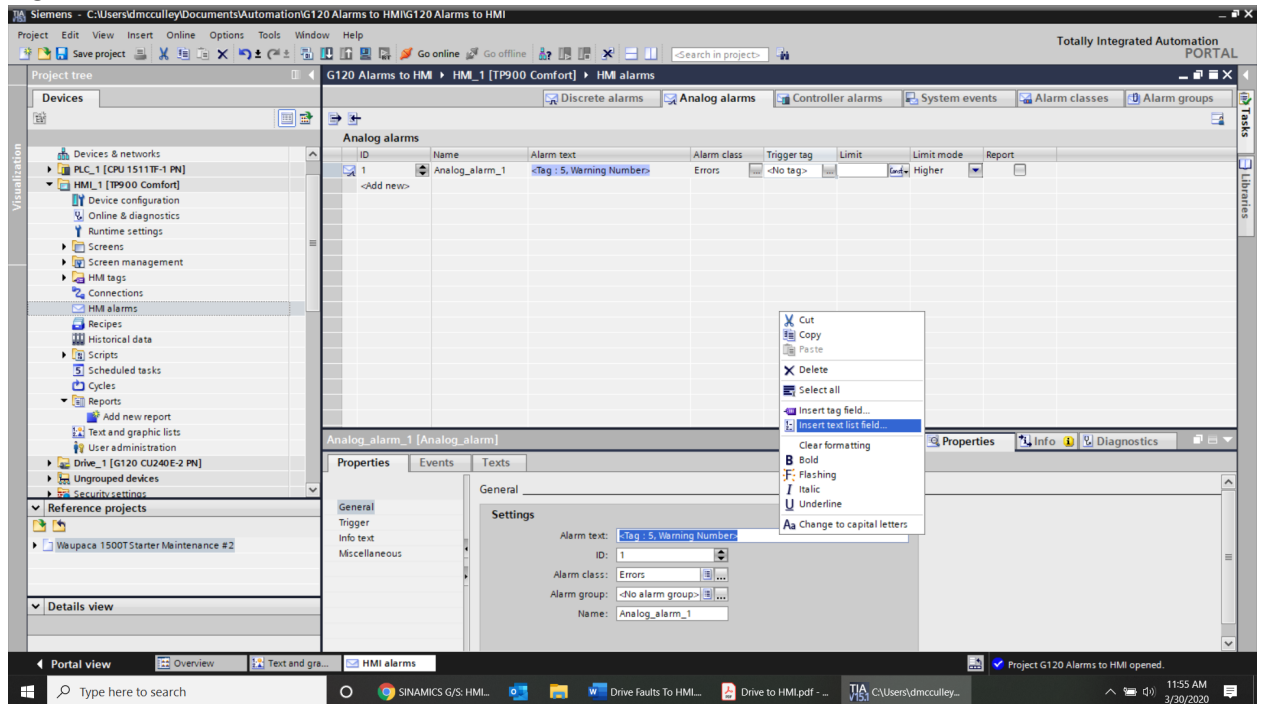 Siemens - C:\Users\dmcculley\Documents\Automation\G120 Alarms to HMI\G120 Alarms to HMI
Project Edit View Insert Online Options Tools Window Help
Totally Integrated Automation
PORTAL
Save project
Go online
Go offline
<Search in project>
Project tree
G120 Alarms to HMI HMI_1 [TP900 Comfort] HMI alarms
Devices
Discrete alarms
Analog alarms
Controller alarms
System events
Alarm classes
Alarm groups
Tasks
Libraries
Visualization
Analog alarms
ID Name Alarm text Alarm class Trigger tag Limit Limit mode Report
1 Analog_alarm_1 <Tag : 5, Warning Number> Errors ... <No tag> ... Higher
<Add new>
Devices & networks
PLC_1 [CPU 1511TF-1 PN]
HMI_1 [TP900 Comfort]
Device configuration
Online & diagnostics
Runtime settings
Screens
Screen management
HMI tags
Connections
HMI alarms
Recipes
Historical data
Scripts
Scheduled tasks
Cycles
Reports
Add new report
Text and graphic lists
User administration
Drive_1 [G120 CU240E-2 PN]
Ungrouped devices
Security settings
Reference projects
Waupaca 1500T Starter Maintenance #2
Details view
Cut
Copy
Paste
Delete
Select all
Insert tag field...
Insert text list field...
Clear formatting
B Bold
F Flashing
I Italic
U Underline
Aa Change to capital letters
Analog_alarm_1 [Analog_alarm]
Properties
Info
Diagnostics
Properties Events Texts
General
Trigger
Info text
Miscellaneous
General
Settings
Alarm text: <Tag : 5, Warning Number>
ID: 1
Alarm class: Errors ...
Alarm group: <No alarm group> ...
Name: Analog_alarm_1
Portal view
Overview
Text and gra...
HMI alarms
Project G120 Alarms to HMI opened.
Type here to search
SINAMICS G/S: HMI...
Drive Faults To HMI...
Drive to HMI.pdf - ...
TIA V15.1
C:\Users\dmcculley...
11:55 AM
3/30/2020